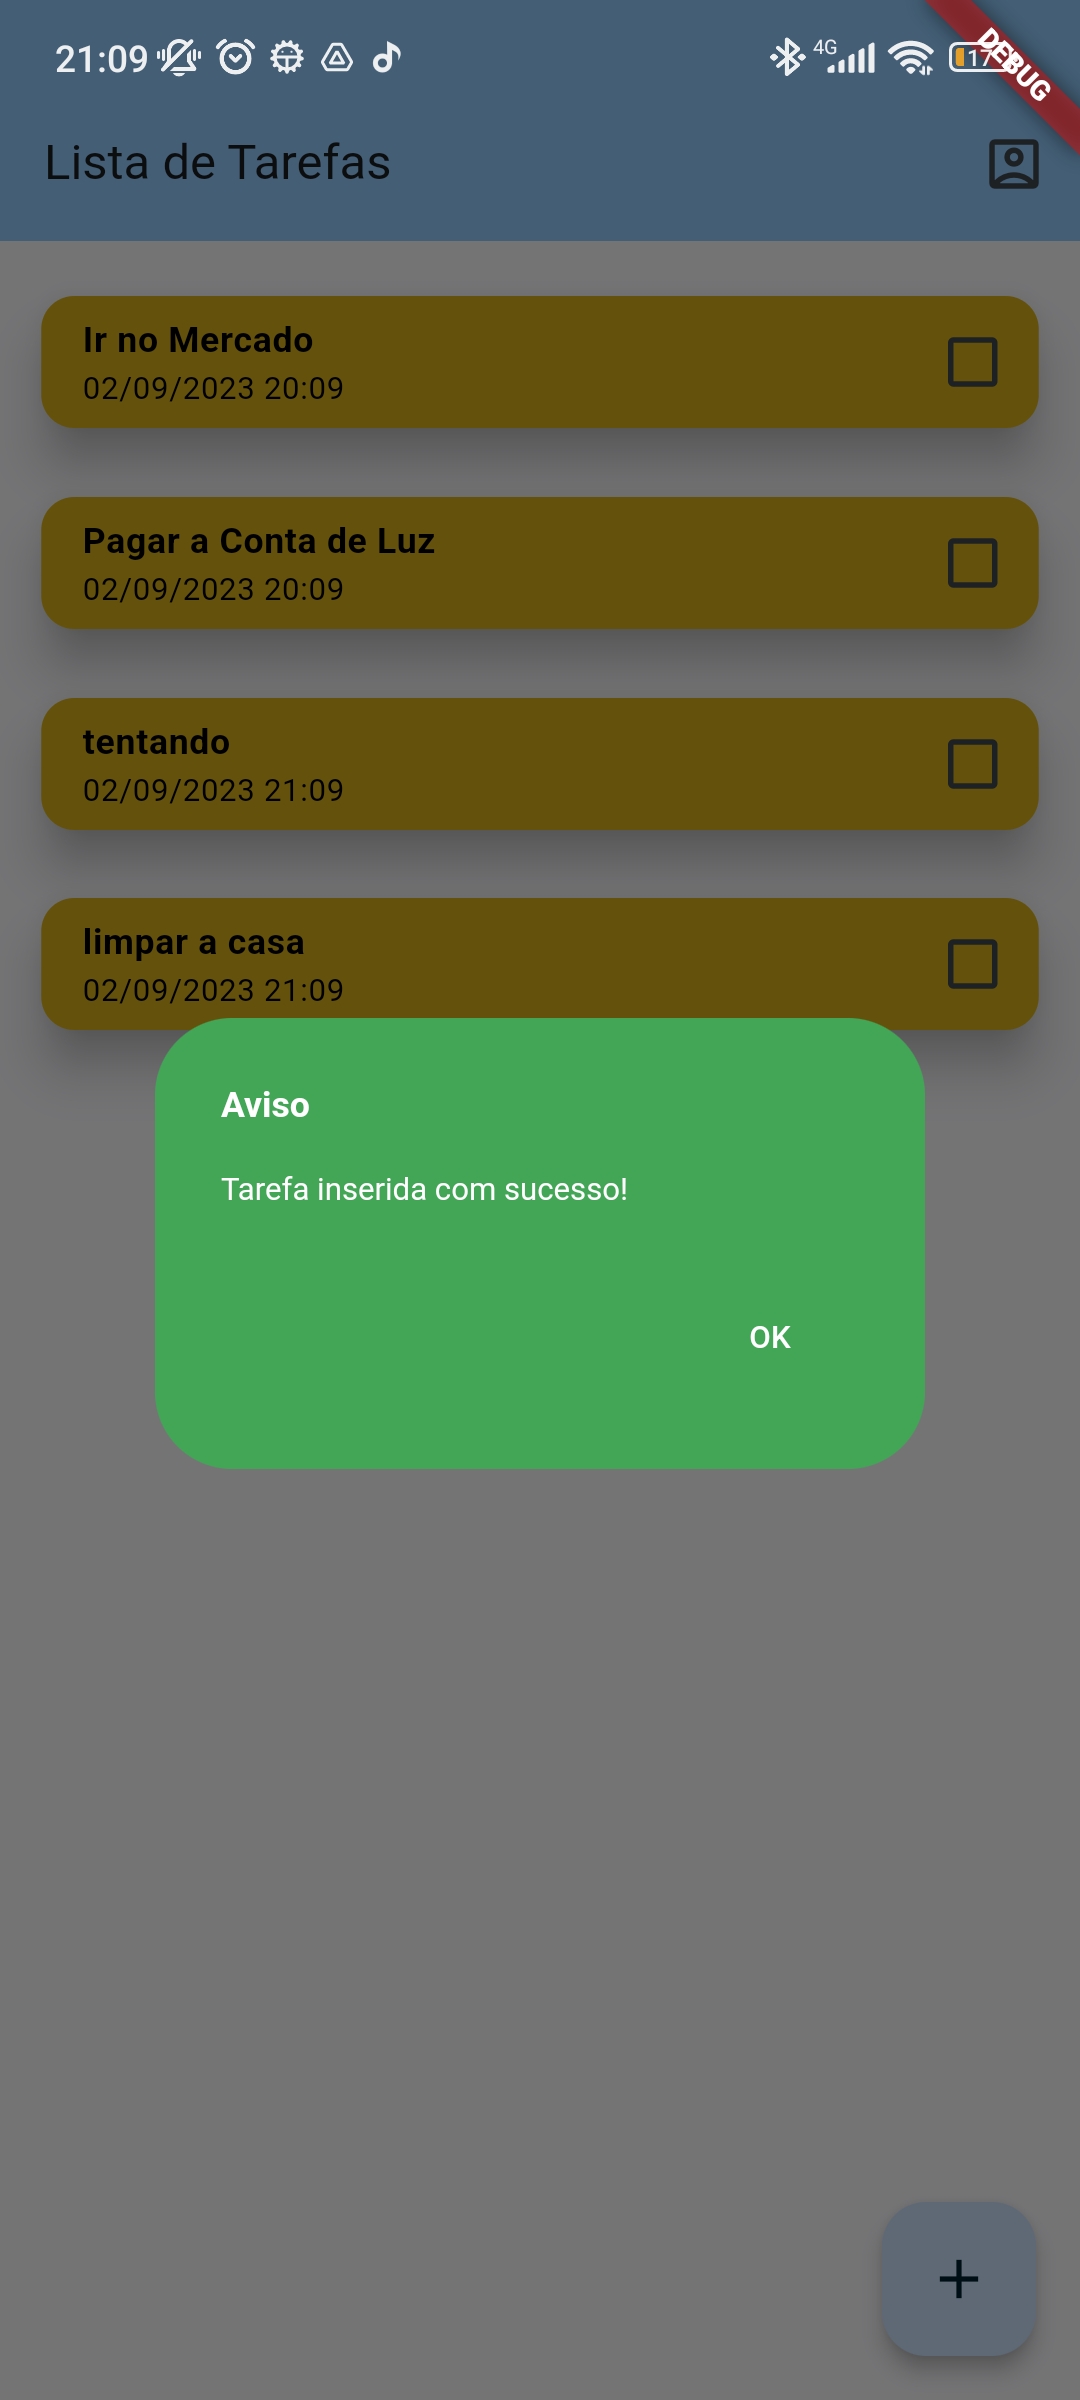 21:09
4G
17
DEBUG
Lista de Tarefas
Ir no Mercado
02/09/2023 20:09
Pagar a Conta de Luz
02/09/2023 20:09
tentando
02/09/2023 21:09
limpar a casa
02/09/2023 21:09
Aviso
Tarefa inserida com sucesso!
OK